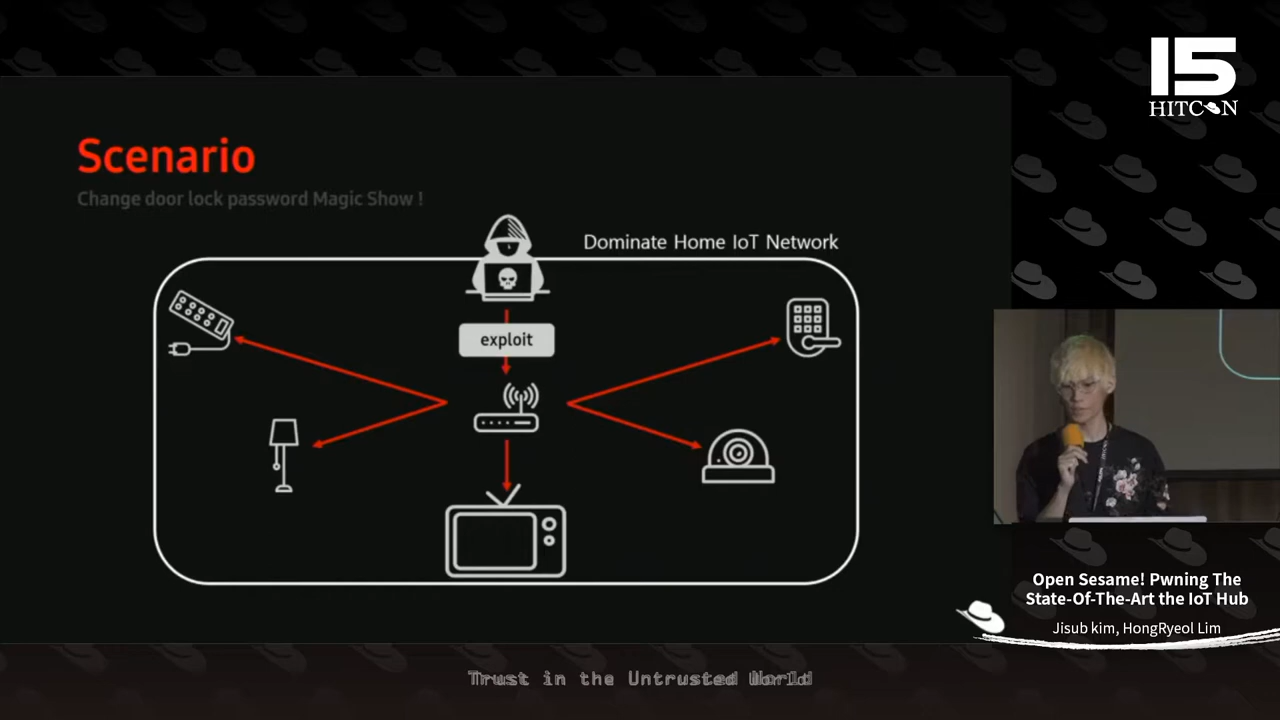 15
HITCON
Scenario
Change door lock password Magic Show !
Dominate Home IoT Network
exploit
Open Sesame! Pwning The
State-Of-The-Art the IoT Hub
Jisub kim, HongRyeol Lim
Trust in the Untrusted World